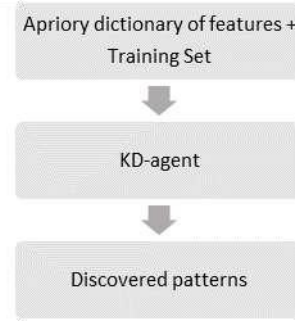 Apriory dictionary of features +
Training Set
KD-agent
Discovered patterns